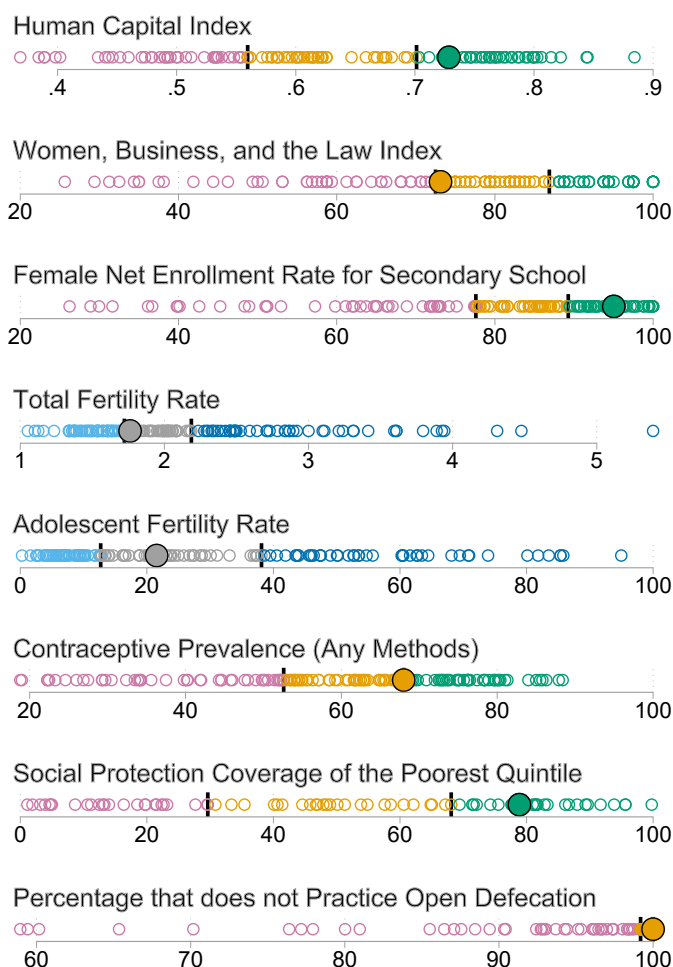 Human Capital Index
.4 .5 .6 .7 .8 .9
Women, Business, and the Law Index
20 40 60 80 100
Female Net Enrollment Rate for Secondary School
20 40 60 80 100
Total Fertility Rate
1 2 3 4 5
Adolescent Fertility Rate
0 20 40 60 80 100
Contraceptive Prevalence (Any Methods)
20 40 60 80 100
Social Protection Coverage of the Poorest Quintile
0 20 40 60 80 100
Percentage that does not Practice Open Defecation
60 70 80 90 100